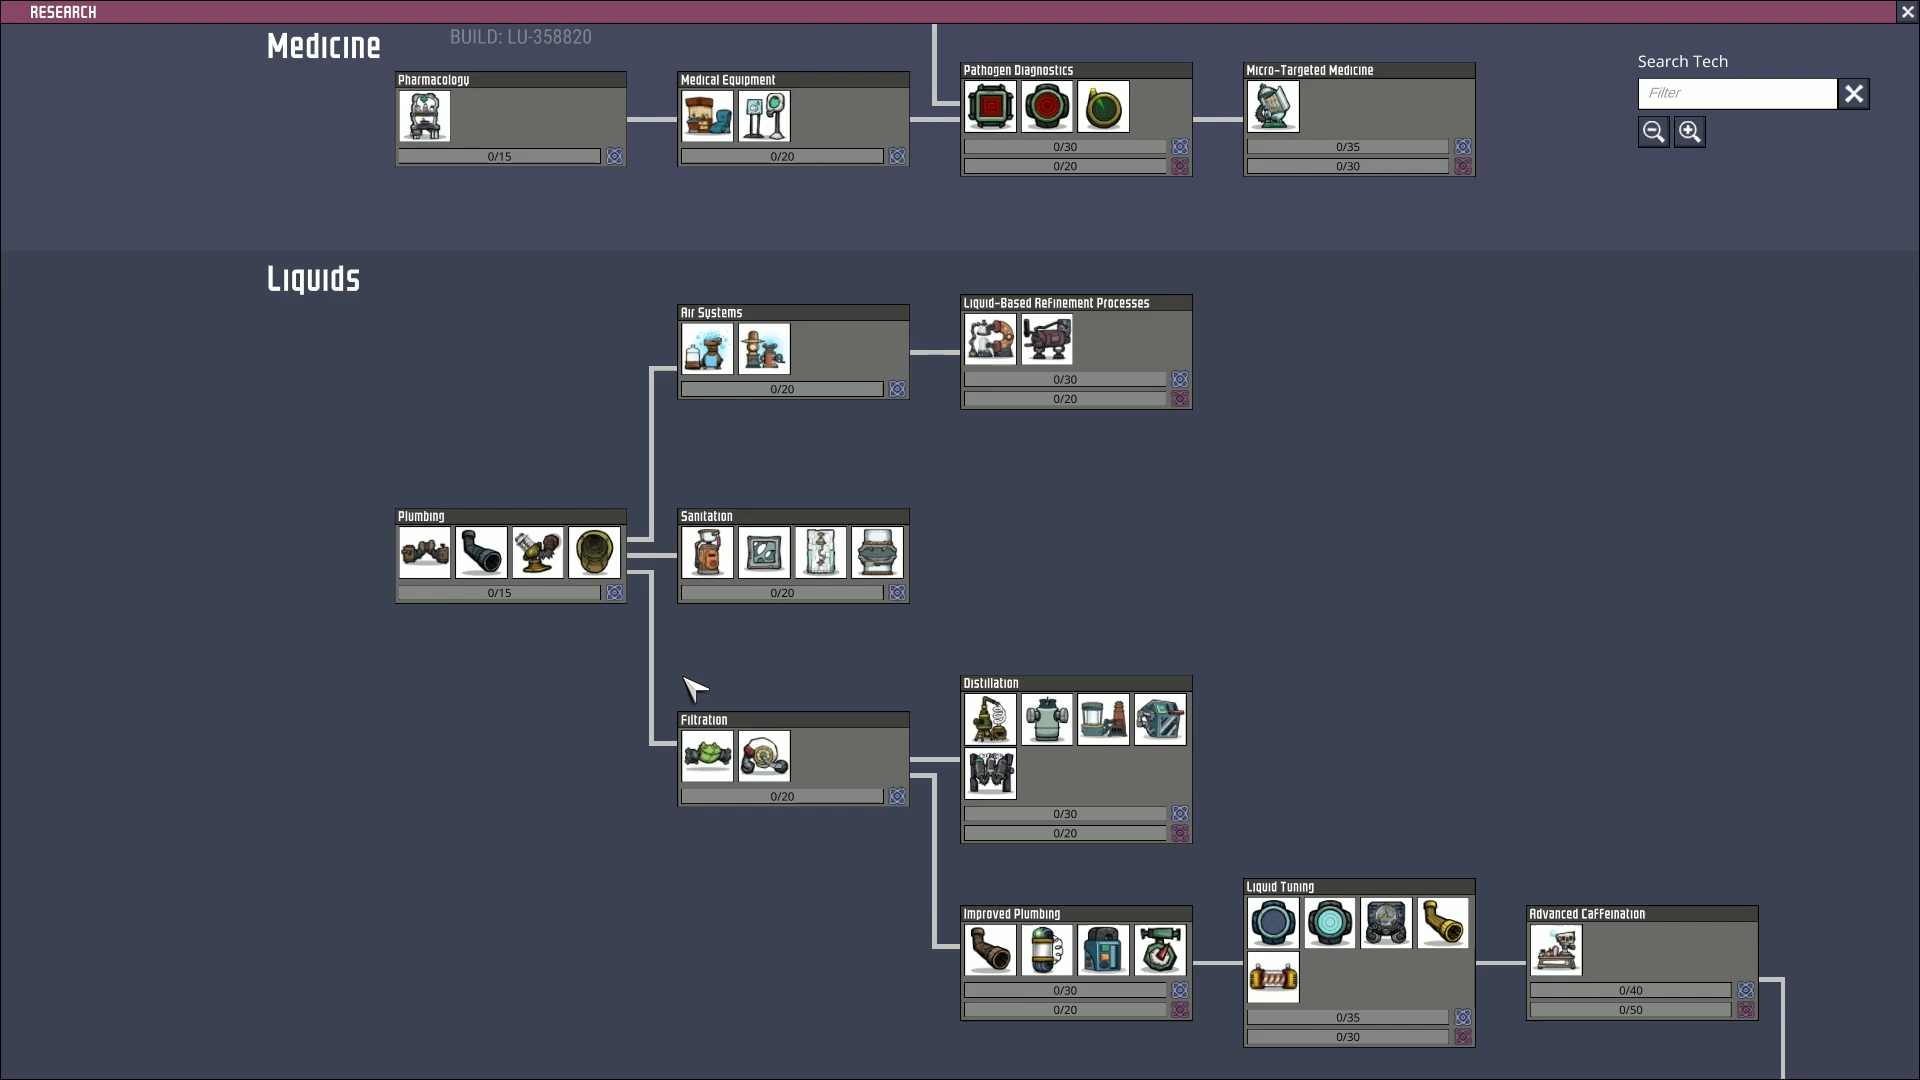 RESEARCH
Medicine
BUILD: LU-358820
Search Tech
Filter
Pharmacology
0/15
Medical Equipment
0/20
Pathogen Diagnostics
0/30
0/20
Micro-Targeted Medicine
0/35
0/30
Liquids
Air Systems
0/20
Liquid-Based Refinement Processes
0/30
0/20
Plumbing
0/15
Sanitation
0/20
Filtration
0/20
Distillation
0/30
0/20
Improved Plumbing
0/30
0/20
Liquid Tuning
0/35
0/30
Advanced Caffeination
0/40
0/50